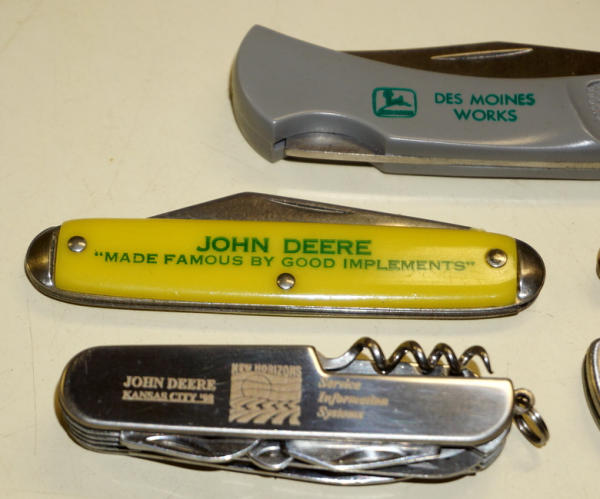 DES MOINES
WORKS
JOHN DEERE
"MADE FAMOUS BY GOOD IMPLEMENTS"
NEW HORIZONS
JOHN DEERE
KANSAS CITY
Service
Information
Systems